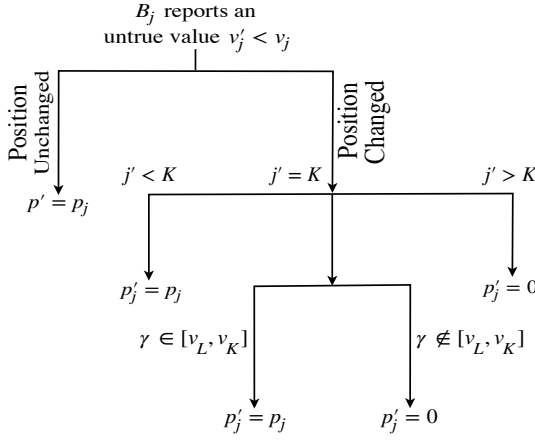 B_j reports an
untrue value v'_j < v_j
Position
Unchanged
Position
Changed
j' < K
j' = K
j' > K
p' = p_j
p'_j = p_j
p'_j = 0
γ ∈ [v_L, v_K]
γ ∉ [v_L, v_K]
p'_j = p_j
p'_j = 0